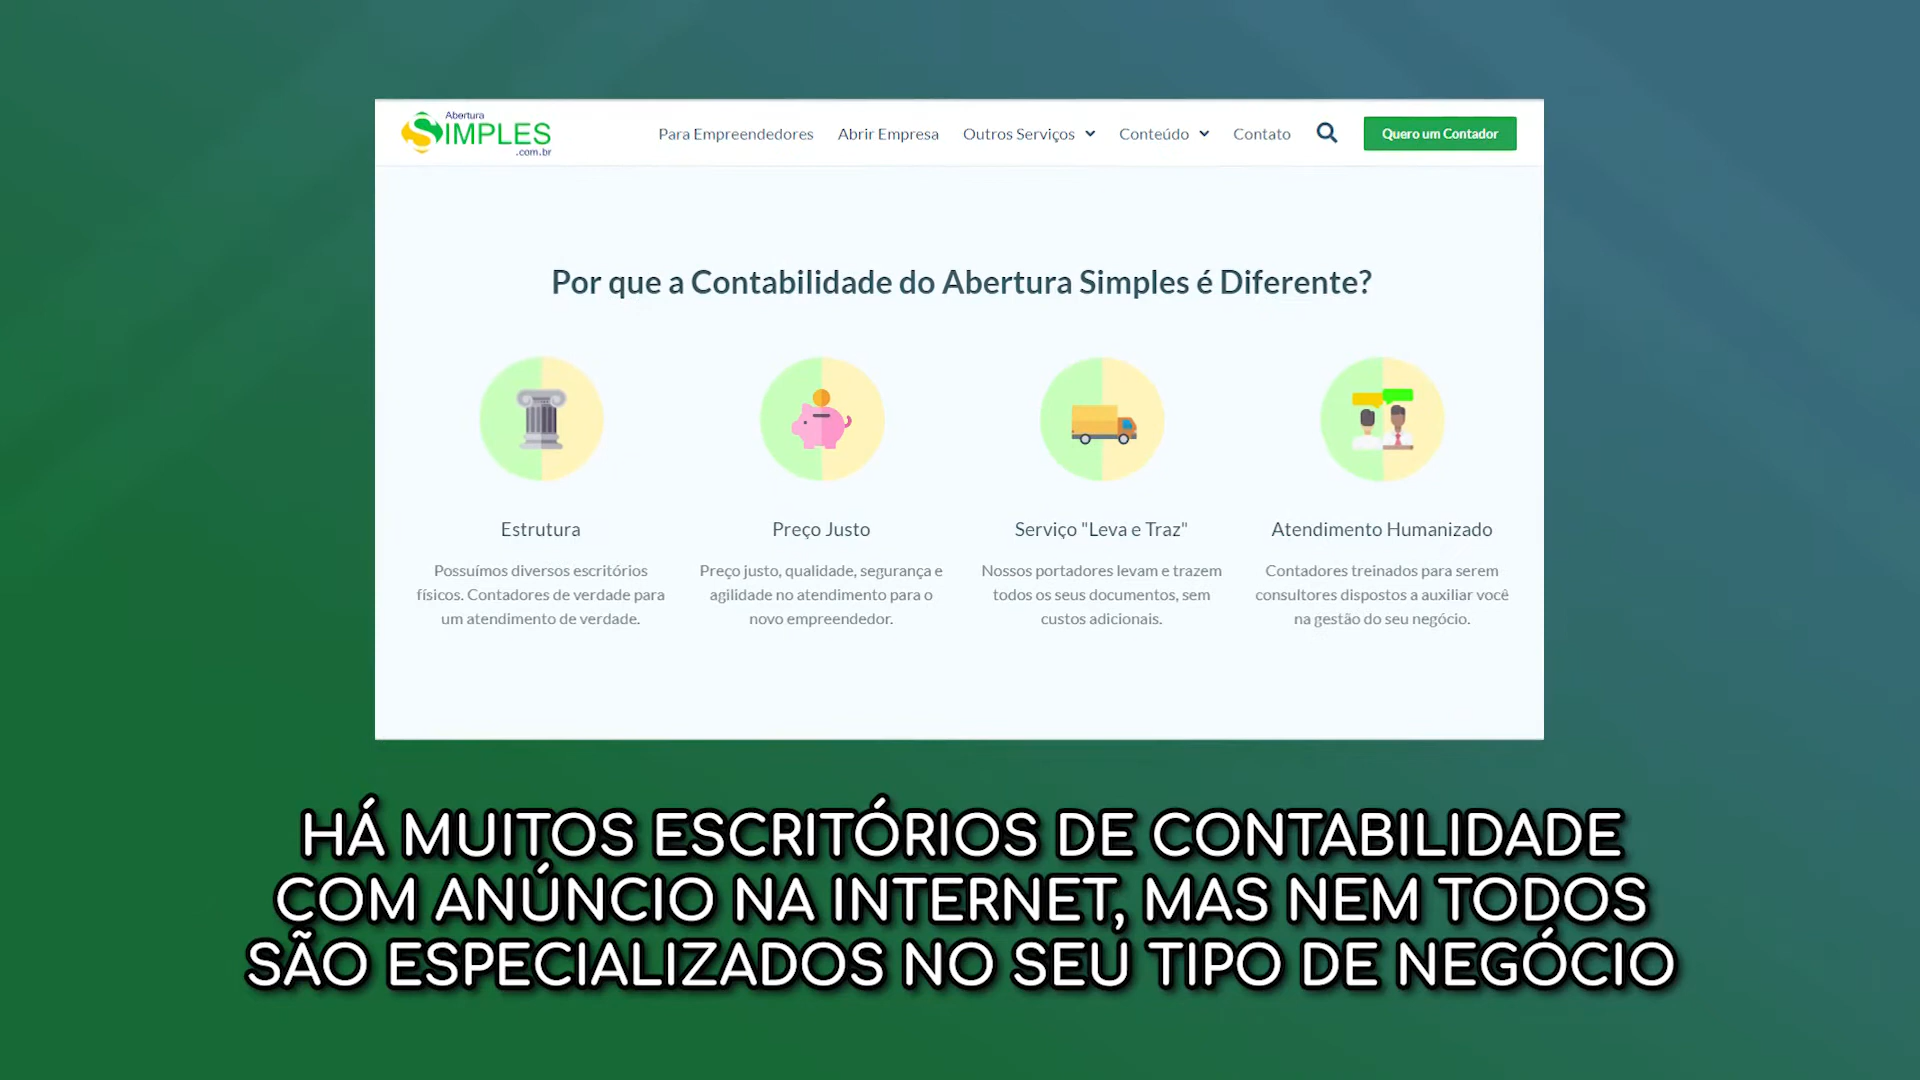 Abertura
SIMPLES
.com.br
Para Empreendedores Abrir Empresa Outros Serviços Conteúdo Contato Quero um Contador
Por que a Contabilidade do Abertura Simples é Diferente?
Estrutura
Possuímos diversos escritórios
físicos. Contadores de verdade para
um atendimento de verdade.
Preço Justo
Preço justo, qualidade, segurança e
agilidade no atendimento para o
novo empreendedor.
Serviço "Leva e Traz"
Nossos portadores levam e trazem
todos os seus documentos, sem
custos adicionais.
Atendimento Humanizado
Contadores treinados para serem
consultores dispostos a auxiliar você
na gestão do seu negócio.
HÁ MUITOS ESCRITÓRIOS DE CONTABILIDADE
COM ANÚNCIO NA INTERNET, MAS NEM TODOS
SÃO ESPECIALIZADOS NO SEU TIPO DE NEGÓCIO